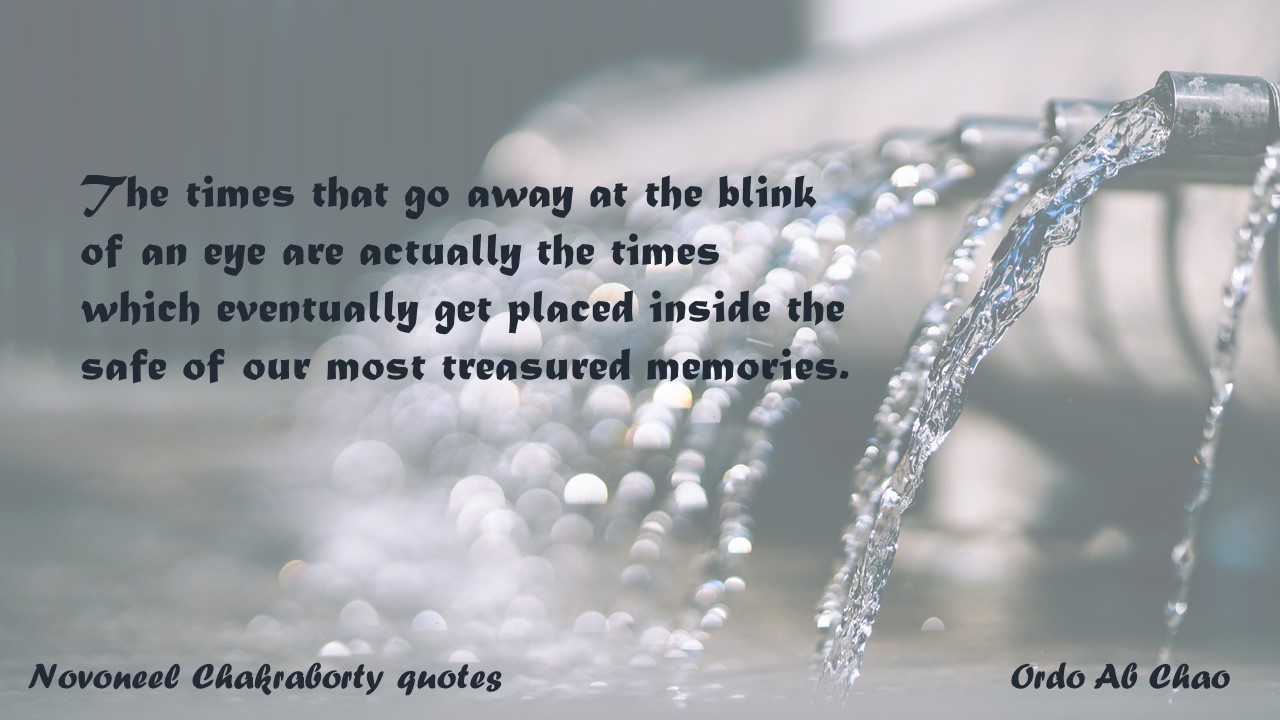 The times that go away at the blink
of an eye are actually the times
which eventually get placed inside the
safe of our most treasured memories.
Novoneel Chakraborty quotes
Ordo Ab Chao